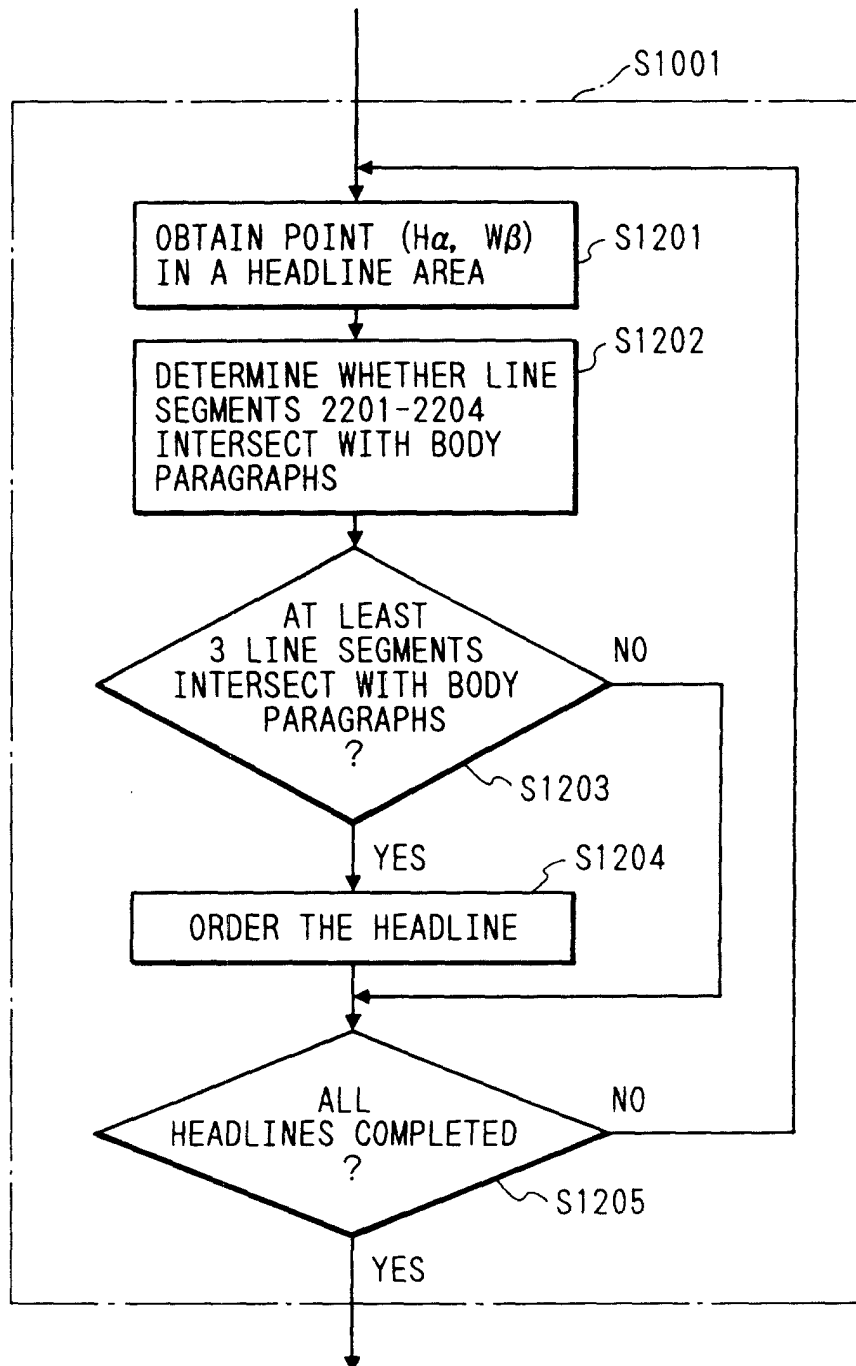 S1001
OBTAIN POINT (Hα, Wβ)
IN A HEADLINE AREA
S1201
S1202
DETERMINE WHETHER LINE
SEGMENTS 2201-2204
INTERSECT WITH BODY
PARAGRAPHS
AT LEAST
3 LINE SEGMENTS
INTERSECT WITH BODY
PARAGRAPHS
?
NO
S1203
YES
S1204
ORDER THE HEADLINE
ALL
HEADLINES COMPLETED
?
NO
S1205
YES